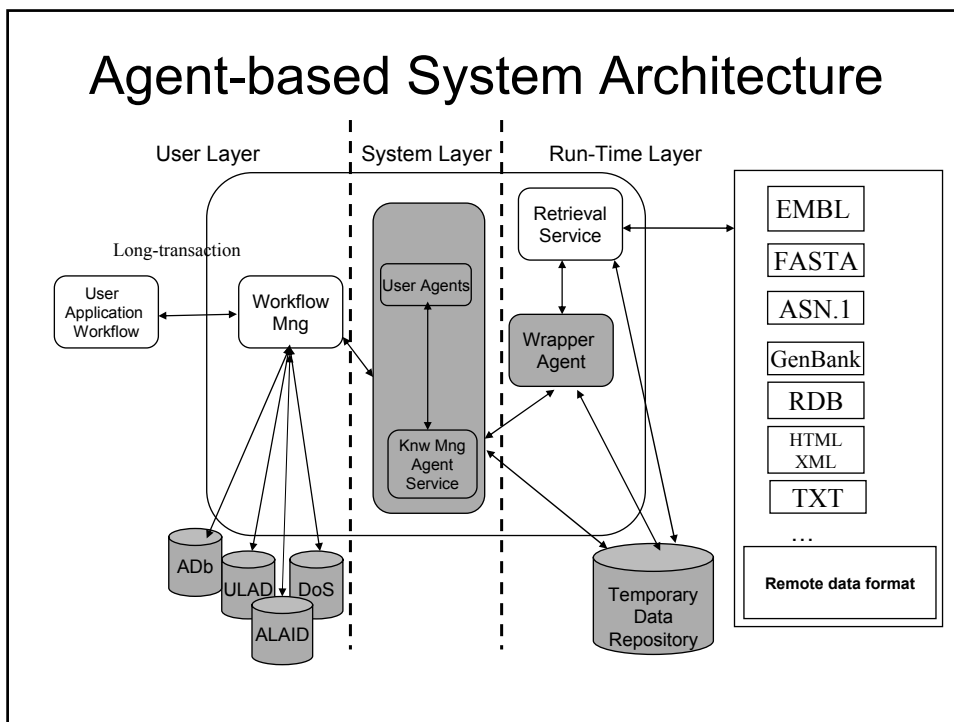 Agent-based System Architecture
User Layer
System Layer
Run-Time Layer
Long-transaction
User
Application
Workflow
Workflow
Mng
User Agents
Knw Mng
Agent
Service
Retrieval
Service
Wrapper
Agent
ADb
ULAD
DoS
ALAID
Temporary
Data
Repository
EMBL
FASTA
ASN.1
GenBank
RDB
HTML
XML
TXT
...
Remote data format